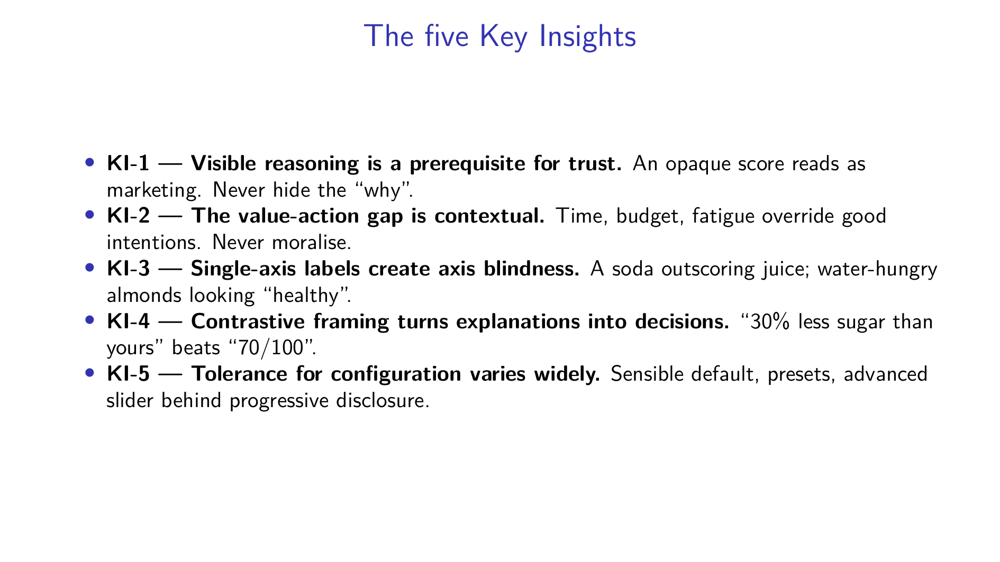 The five Key Insights
• KI-1 — Visible reasoning is a prerequisite for trust. An opaque score reads as
marketing. Never hide the “why”.
• KI-2 — The value-action gap is contextual. Time, budget, fatigue override good
intentions. Never moralise.
• KI-3 — Single-axis labels create axis blindness. A soda outscoring juice; water-hungry
almonds looking “healthy”.
• KI-4 — Contrastive framing turns explanations into decisions. “30% less sugar than
yours” beats “70/100”.
• KI-5 — Tolerance for configuration varies widely. Sensible default, presets, advanced
slider behind progressive disclosure.